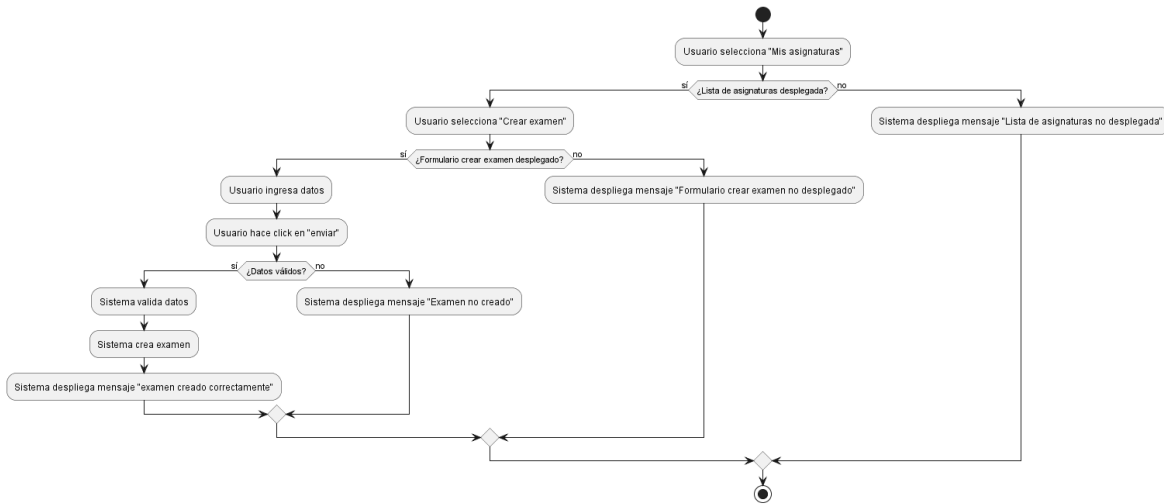 Usuario selecciona "Mis asignaturas"
sí
¿Lista de asignaturas desplegada?
no
Usuario selecciona "Crear examen"
Sistema despliega mensaje "Lista de asignaturas no desplegada"
sí
¿Formulario crear examen desplegado?
no
Usuario ingresa datos
Sistema despliega mensaje "Formulario crear examen no desplegado"
Usuario hace click en "enviar"
sí
¿Datos válidos?
no
Sistema valida datos
Sistema despliega mensaje "Examen no creado"
Sistema crea examen
Sistema despliega mensaje "examen creado correctamente"